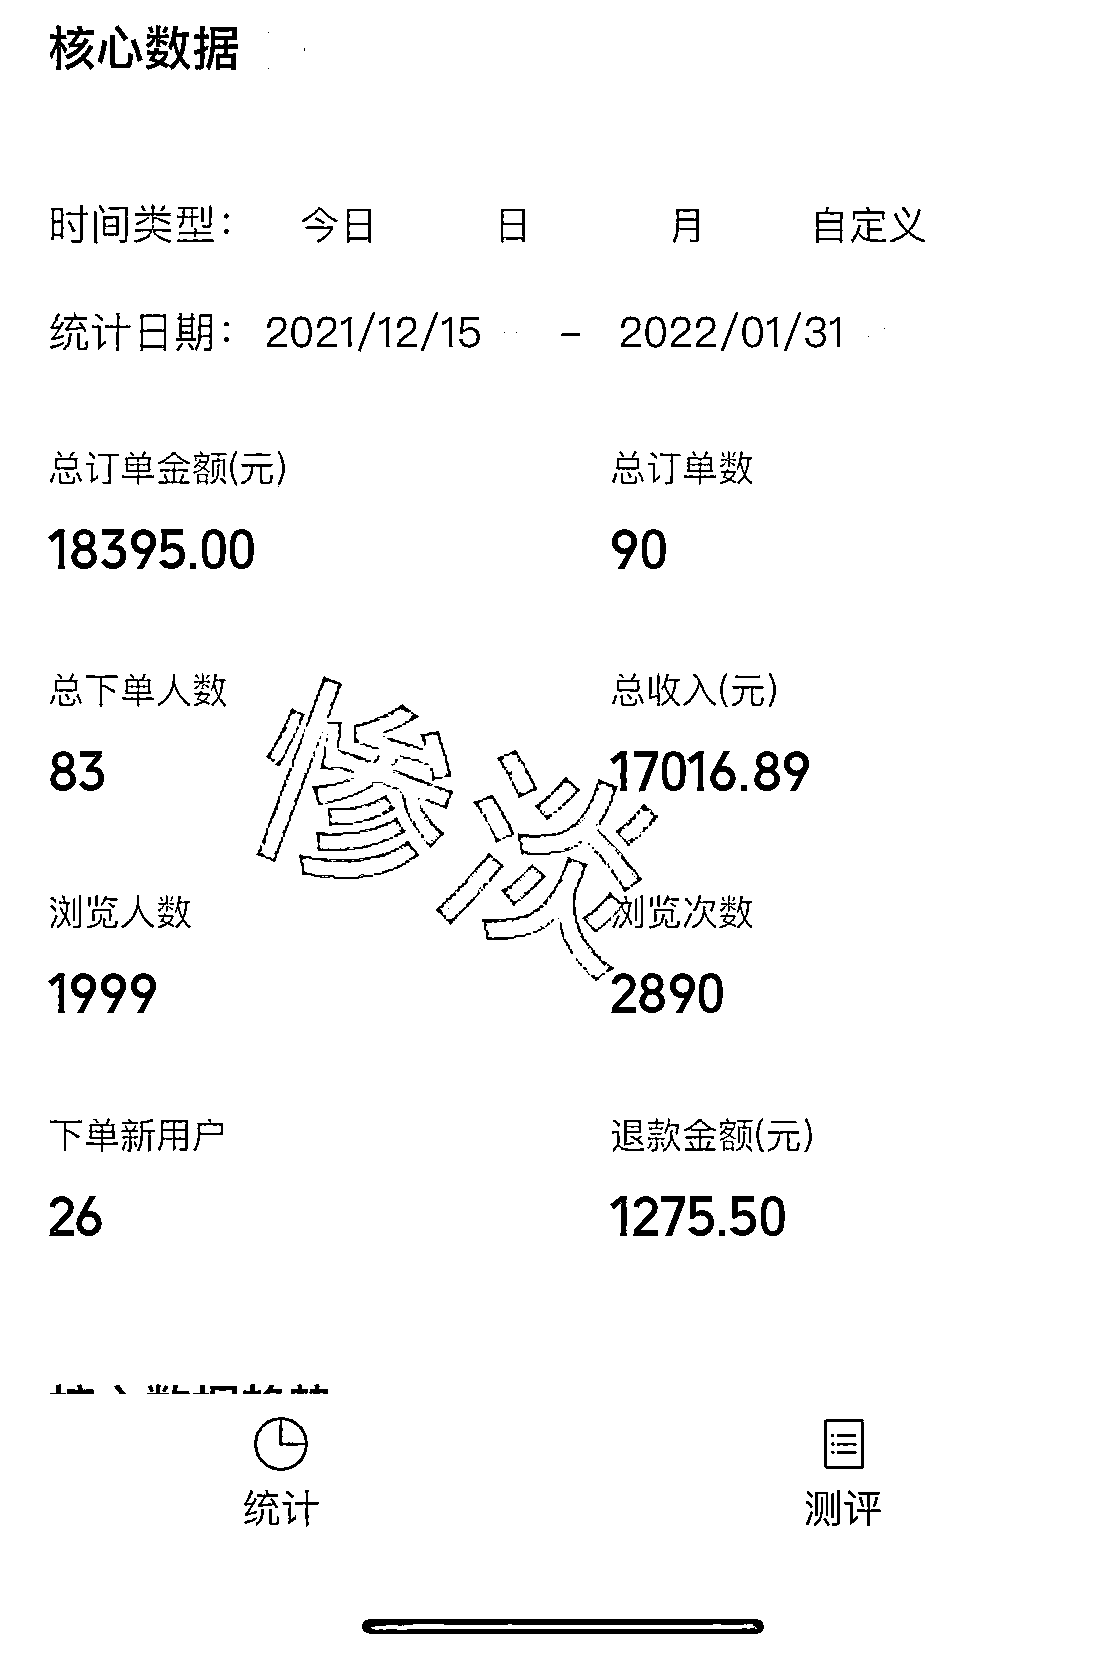 核心数据
时间类型： 今日 日 月 自定义
统计日期： 2021/12/15 - 2022/01/31
总订单金额(元) 总订单数
18395.00 90
总下单人数 总收入(元)
83 17016.89
惨淡
浏览人数 浏览次数
1999 2890
下单新用户 退款金额(元)
26 1275.50
统计 测评